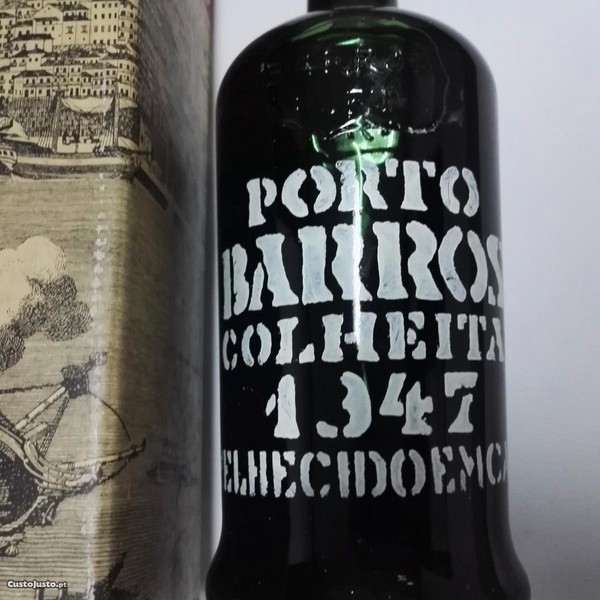 PORTO
BARROS
COLHEITA
1947
ELHECIDOEMCA
Custojusto.pt